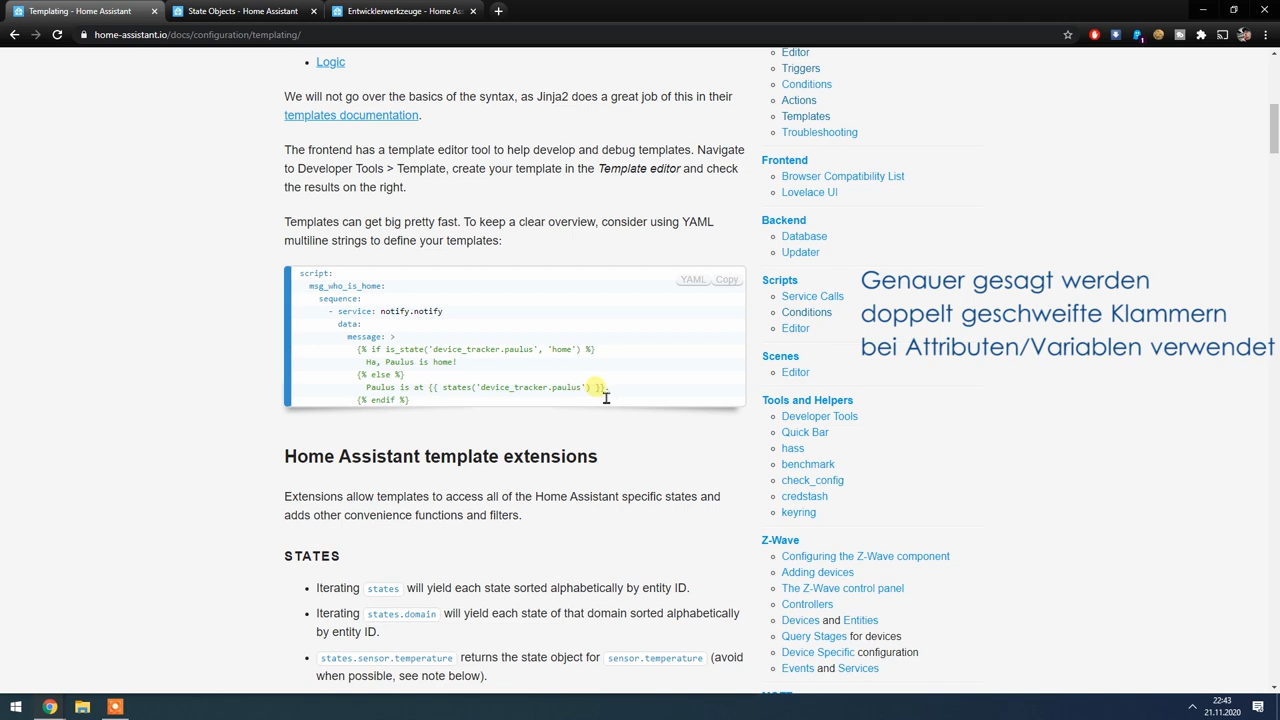 Templating - Home Assistant
State Objects - Home Assistant
Entwicklerwerkzeuge - Home Ass
home-assistant.io/docs/configuration/templating/
Logic
We will not go over the basics of the syntax, as Jinja2 does a great job of this in their
templates documentation.
The frontend has a template editor tool to help develop and debug templates. Navigate
to Developer Tools > Template, create your template in the Template editor and check
the results on the right.
Templates can get big pretty fast. To keep a clear overview, consider using YAML
multiline strings to define your templates:
YAML Copy
script:
msg_who_is_home:
sequence:
- service: notify.notify
data:
message: >
{% if is_state('device_tracker.paulus', 'home') %}
Ha, Paulus is home!
{% else %}
Paulus is at {{ states('device_tracker.paulus') }}.
{% endif %}
Home Assistant template extensions
Extensions allow templates to access all of the Home Assistant specific states and
adds other convenience functions and filters.
STATES
Iterating states will yield each state sorted alphabetically by entity ID.
Iterating states.domain will yield each state of that domain sorted alphabetically
by entity ID.
states.sensor.temperature returns the state object for sensor.temperature (avoid
when possible, see note below).
Editor
Triggers
Conditions
Actions
Templates
Troubleshooting
Frontend
Browser Compatibility List
Lovelace UI
Backend
Database
Updater
Scripts
Service Calls
Conditions
Editor
Scenes
Editor
Tools and Helpers
Developer Tools
Quick Bar
hass
benchmark
check_config
credstash
keyring
Z-Wave
Configuring the Z-Wave component
Adding devices
The Z-Wave control panel
Controllers
Devices and Entities
Query Stages for devices
Device Specific configuration
Events and Services
Genauer gesagt werden
doppelt geschweifte Klammern
bei Attributen/Variablen verwendet
22:43
21.11.2020